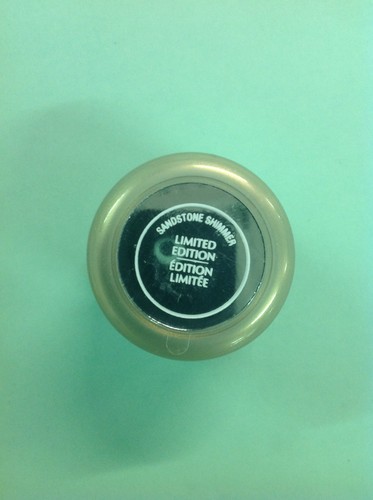 SANDSTONE SHIMMER
LIMITED
EDITION
ÉDITION
LIMITÉE